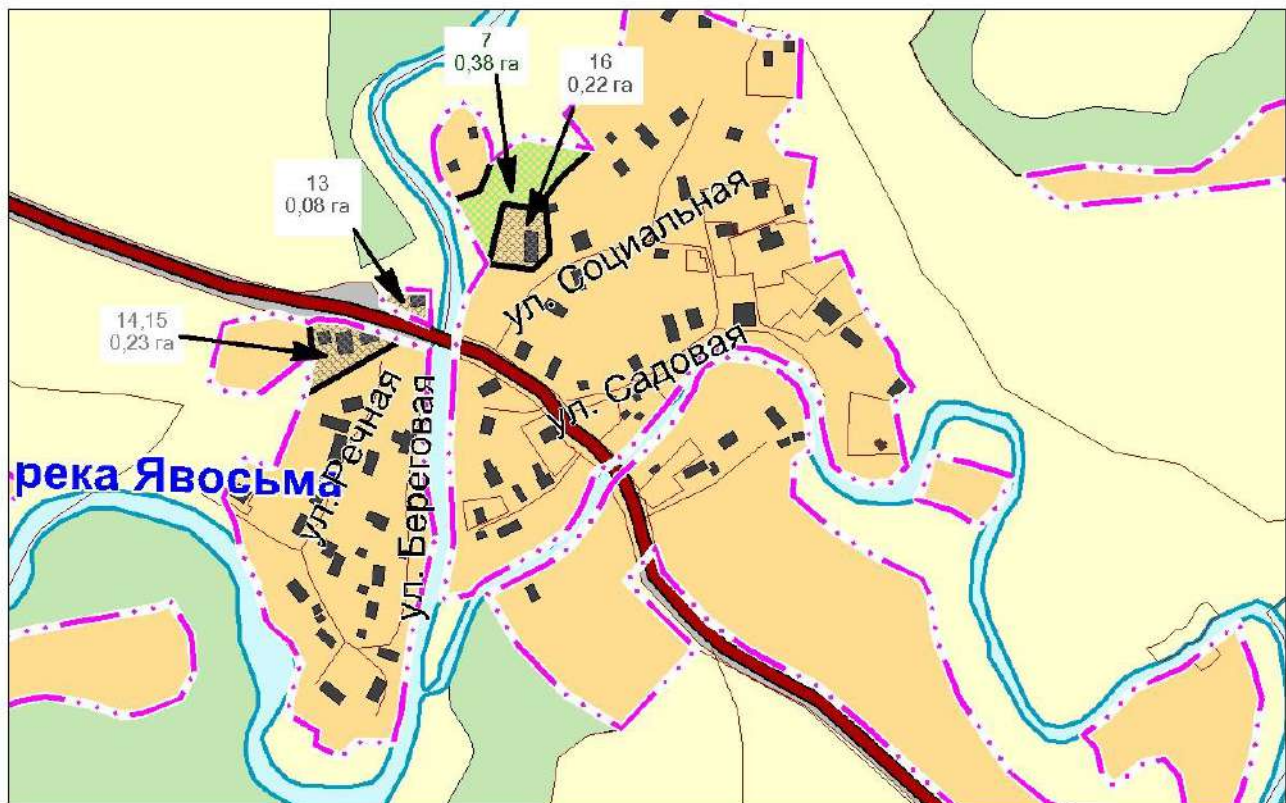 7
0,38 га
16
0,22 га
13
0,08 га
14,15
0,23 га
ул. Социальная
ул. Садовая
ул. Речная
ул. Береговая
река Явосьма